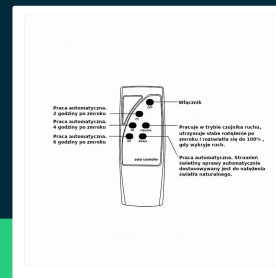 Włącznik
Praca automatyczna.
2 godziny po zmroku
Praca automatyczna.
4 godziny po zmroku
Praca automatyczna.
6 godziny po zmroku
Pracuje w trybie czujnika ruchu,
utrzymuje słabe natężenie po
zmroku i rozświetla się do 100% ,
gdy wykryje ruch.
Praca automatyczna. Strumień
świetlny oprawy automatycznie
dostosowywany jest do natężenia
światła naturalnego.
OFF
solar controller